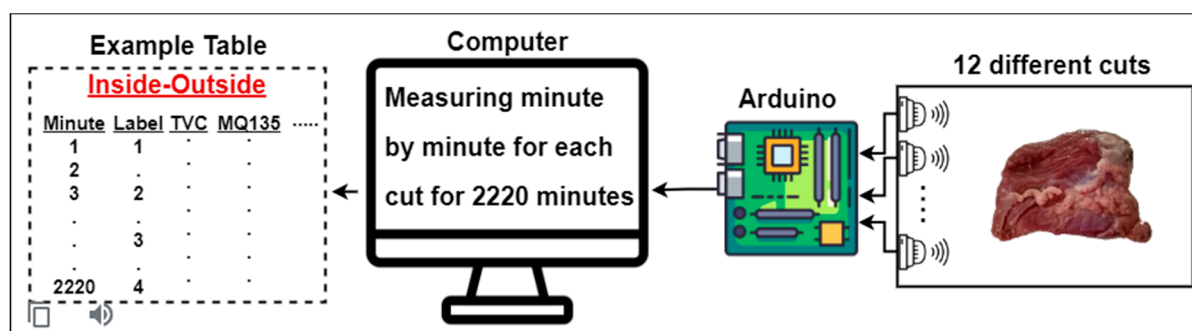 Example Table
Inside-Outside
Minute Label TVC MQ135 .....
1 1 . .
2 . . .
3 2 . .
. . . .
. 3 . .
. . . .
2220 4 . .
Computer
Measuring minute
by minute for each
cut for 2220 minutes
Arduino
12 different cuts